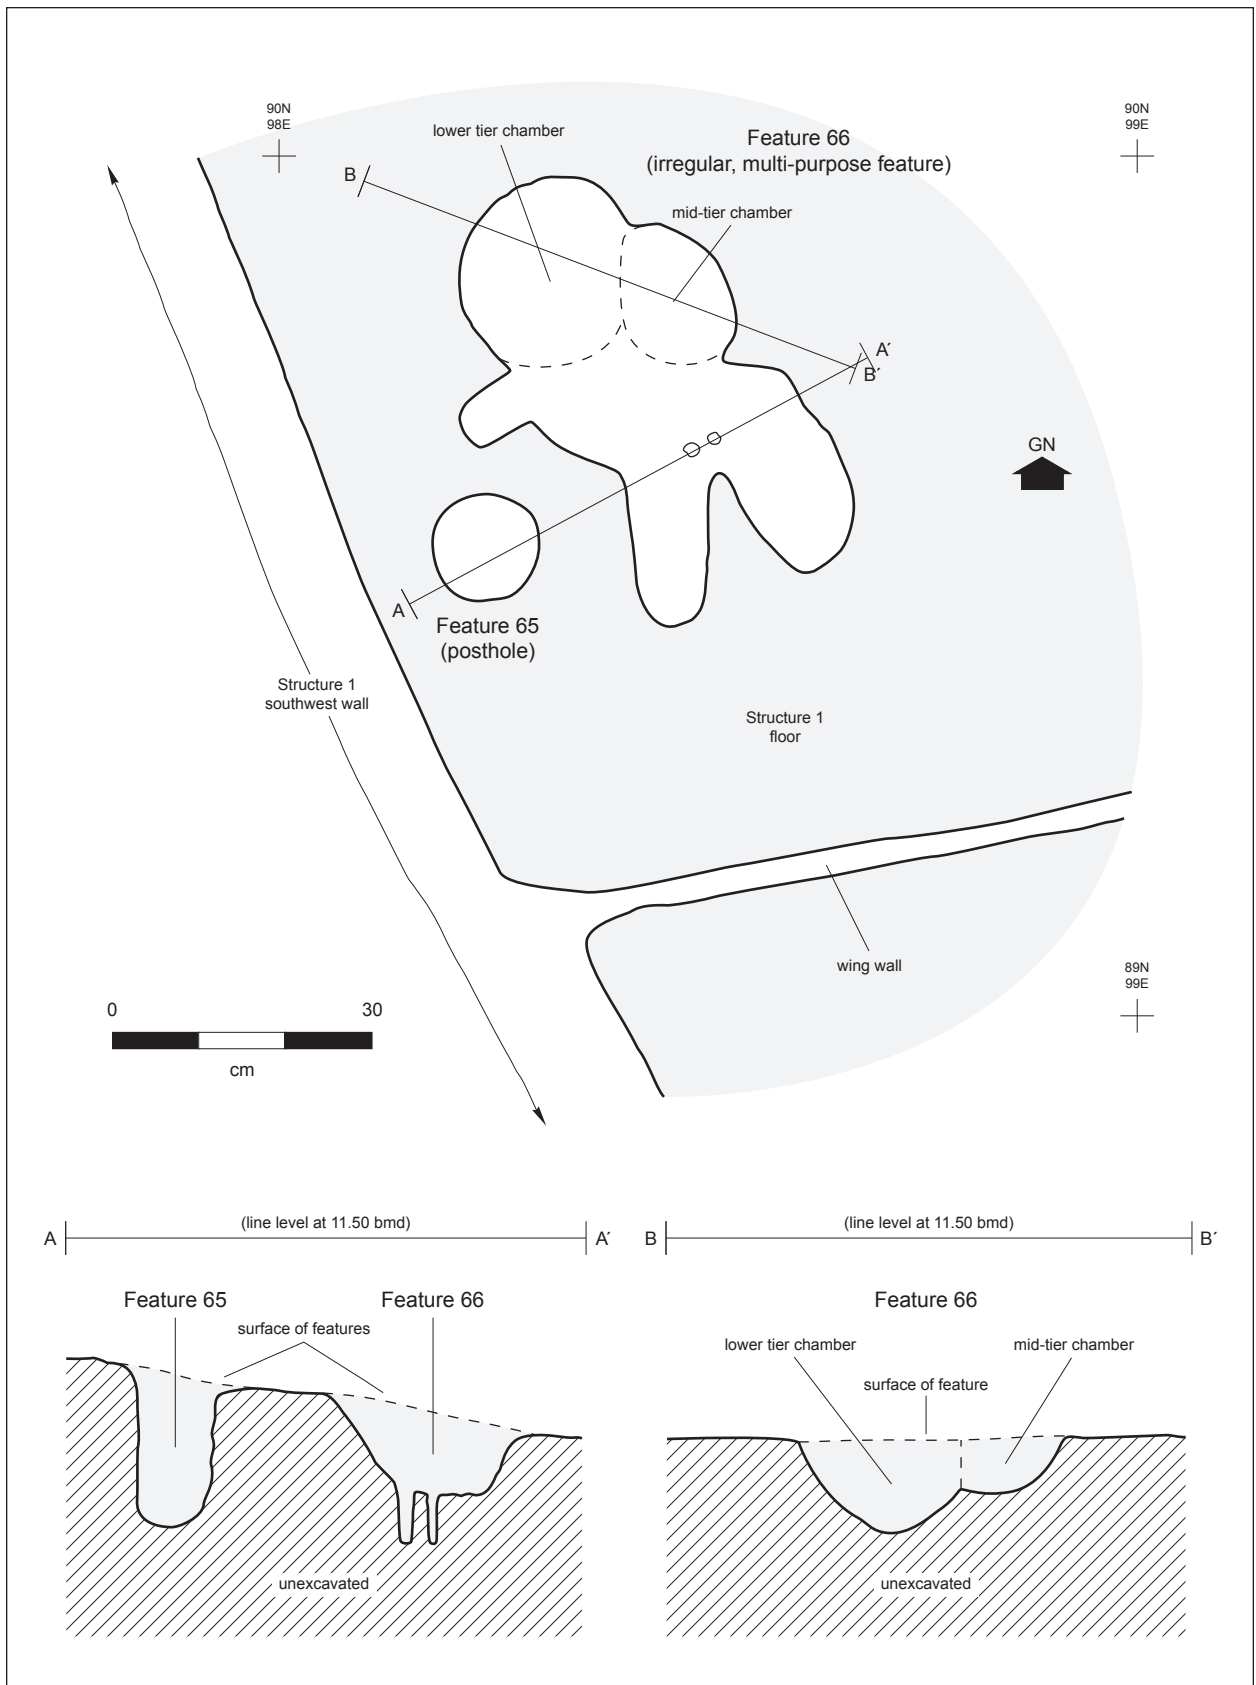 90N
98E
90N
99E
lower tier chamber
Feature 66
(irregular, multi-purpose feature)
B
mid-tier chamber
A´
B´
GN
A
Feature 65
(posthole)
Structure 1
southwest wall
Structure 1
floor
wing wall
89N
99E
0
30
cm
A
(line level at 11.50 bmd)
A´
B
(line level at 11.50 bmd)
B´
Feature 65
Feature 66
surface of features
unexcavated
Feature 66
lower tier chamber
mid-tier chamber
surface of feature
unexcavated